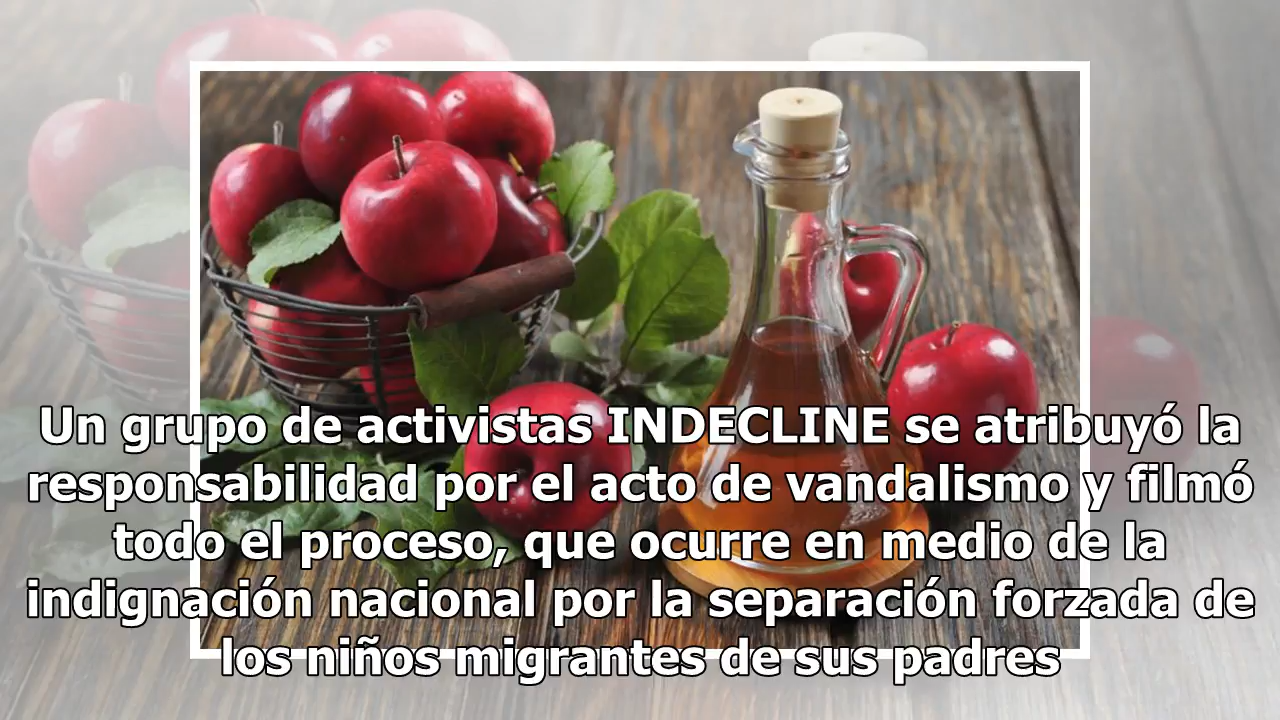 Un grupo de activistas INDECLINE se atribuyó la
responsabilidad por el acto de vandalismo y filmó
todo el proceso, que ocurre en medio de la
indignación nacional por la separación forzada de
los niños migrantes de sus padres